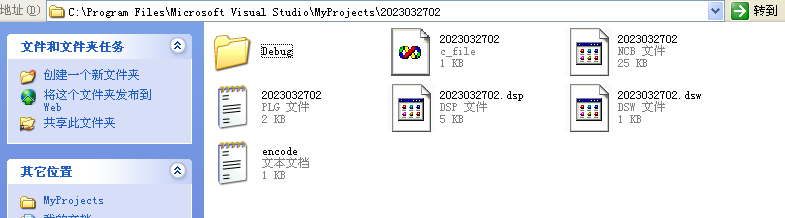 地址(D) C:\Program Files\Microsoft Visual Studio\MyProjects\2023032702 转到
文件和文件夹任务
创建一个新文件夹
将这个文件夹发布到
Web
共享此文件夹
其它位置
MyProjects
我的文档
Debug
2023032702
c_file
1 KB
2023032702
NCB 文件
25 KB
2023032702
PLG 文件
2 KB
2023032702.dsp
DSP 文件
5 KB
2023032702.dsw
DSW 文件
1 KB
encode
文本文档
1 KB